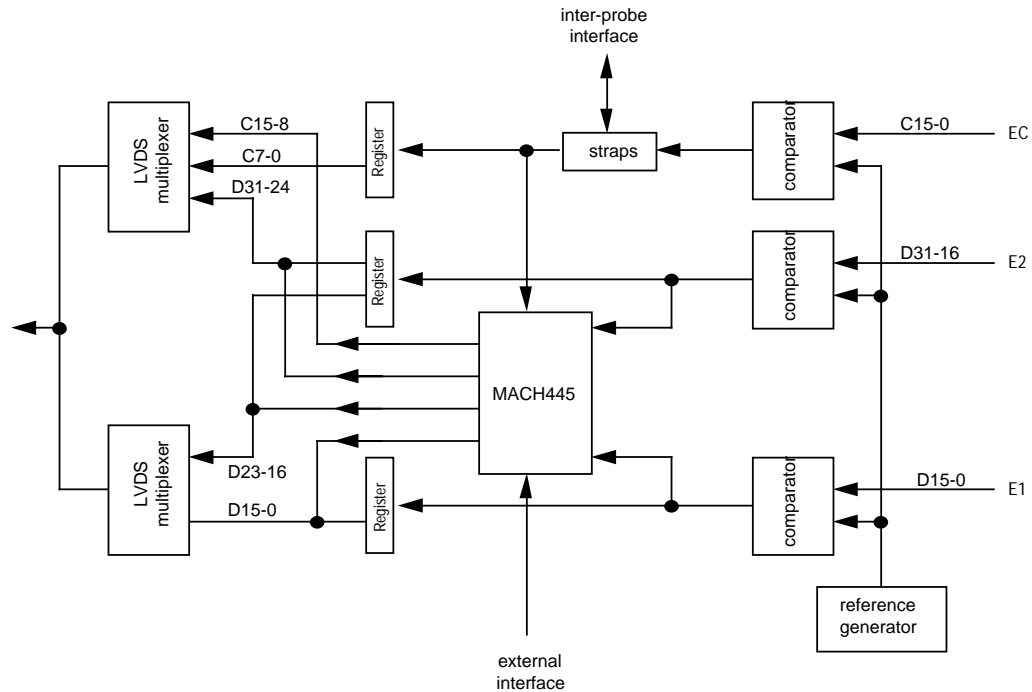 inter-probe
interface
LVDS
multiplexer
C15-8
C7-0
D31-24
Register
straps
comparator
C15-0
EC
Register
comparator
D31-16
E2
MACH445
LVDS
multiplexer
D23-16
D15-0
Register
comparator
D15-0
E1
reference
generator
external
interface